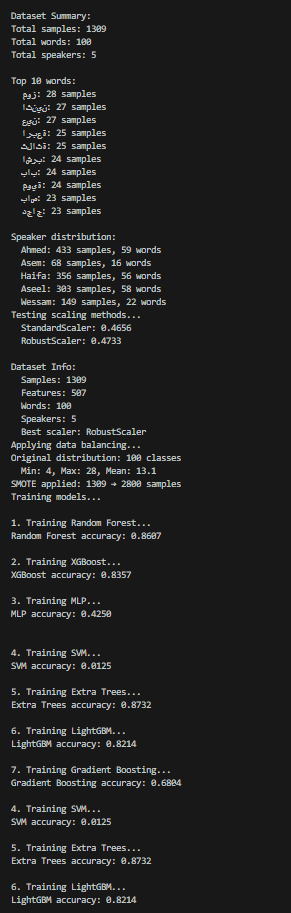 Dataset Summary:
Total samples: 1309
Total words: 100
Total speakers: 5
Top 10 words:
موز: 28 samples
اثنين: 27 samples
عين: 27 samples
اربعة: 25 samples
ثلاثة: 25 samples
اشرب: 24 samples
باب: 24 samples
موية: 24 samples
باص: 23 samples
دجاج: 23 samples
Speaker distribution:
Ahmed: 433 samples, 59 words
Asem: 68 samples, 16 words
Haifa: 356 samples, 56 words
Aseel: 303 samples, 58 words
Wessam: 149 samples, 22 words
Testing scaling methods...
StandardScaler: 0.4656
RobustScaler: 0.4733
Dataset Info:
Samples: 1309
Features: 507
Words: 100
Speakers: 5
Best scaler: RobustScaler
Applying data balancing...
Original distribution: 100 classes
Min: 4, Max: 28, Mean: 13.1
SMOTE applied: 1309 → 2800 samples
Training models...
1. Training Random Forest...
Random Forest accuracy: 0.8607
2. Training XGBoost...
XGBoost accuracy: 0.8357
3. Training MLP...
MLP accuracy: 0.4250
4. Training SVM...
SVM accuracy: 0.0125
5. Training Extra Trees...
Extra Trees accuracy: 0.8732
6. Training LightGBM...
LightGBM accuracy: 0.8214
7. Training Gradient Boosting...
Gradient Boosting accuracy: 0.6804
4. Training SVM...
SVM accuracy: 0.0125
5. Training Extra Trees...
Extra Trees accuracy: 0.8732
6. Training LightGBM...
LightGBM accuracy: 0.8214